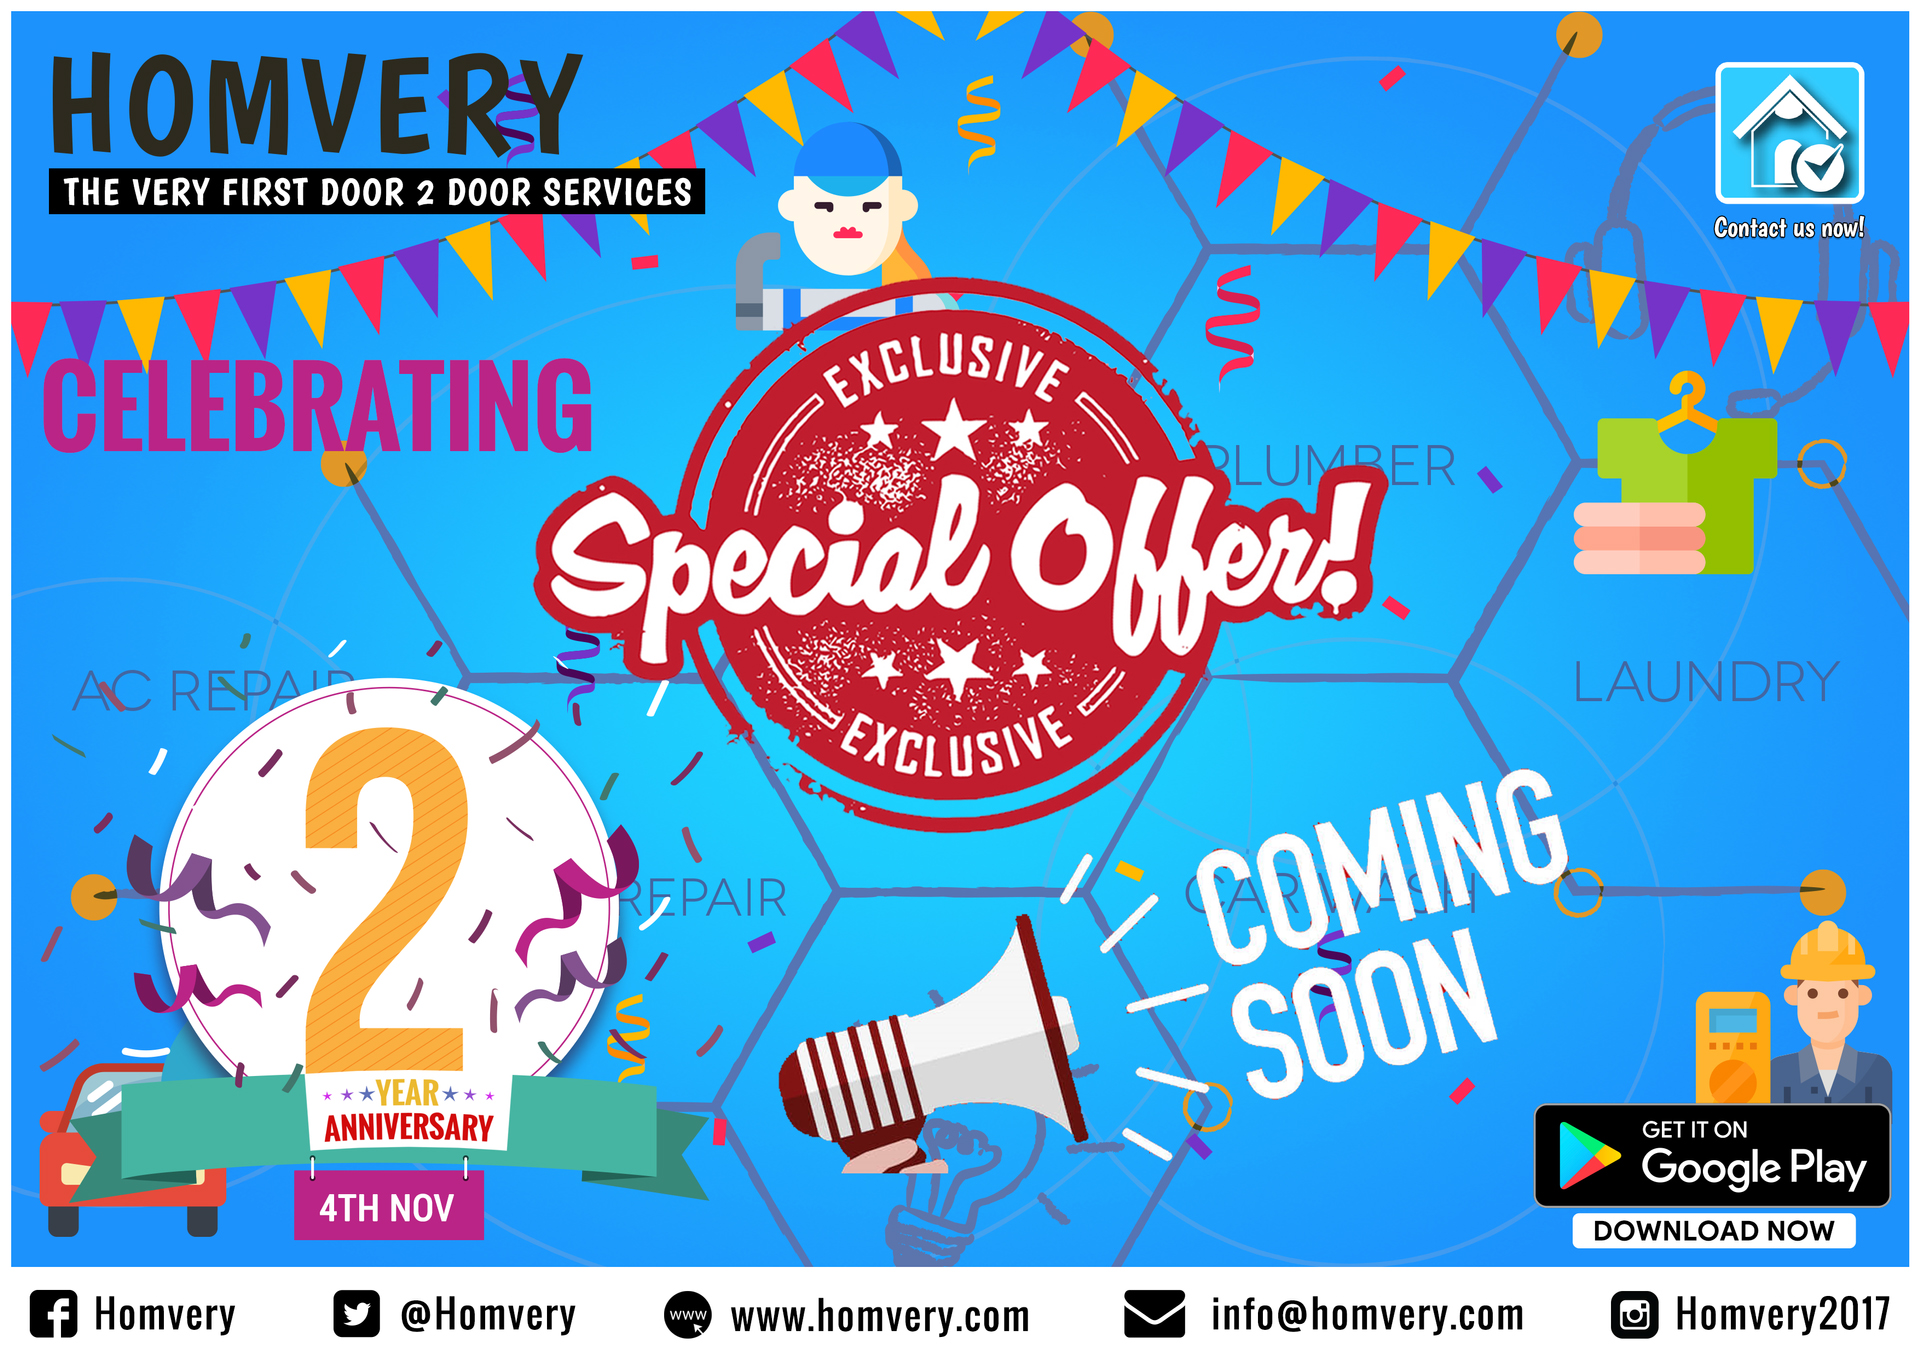 HOMVERY
THE VERY FIRST DOOR 2 DOOR SERVICES
Contact us now!
CELEBRATING
EXCLUSIVE
Special Offer!
EXCLUSIVE
PLUMBER
AC REPAIR
LAUNDRY
REPAIR
CAR WASH
COMING
SOON
2
YEAR
ANNIVERSARY
4TH NOV
GET IT ON
Google Play
DOWNLOAD NOW
Homvery
@Homvery
www
www.homvery.com
info@homvery.com
Homvery2017